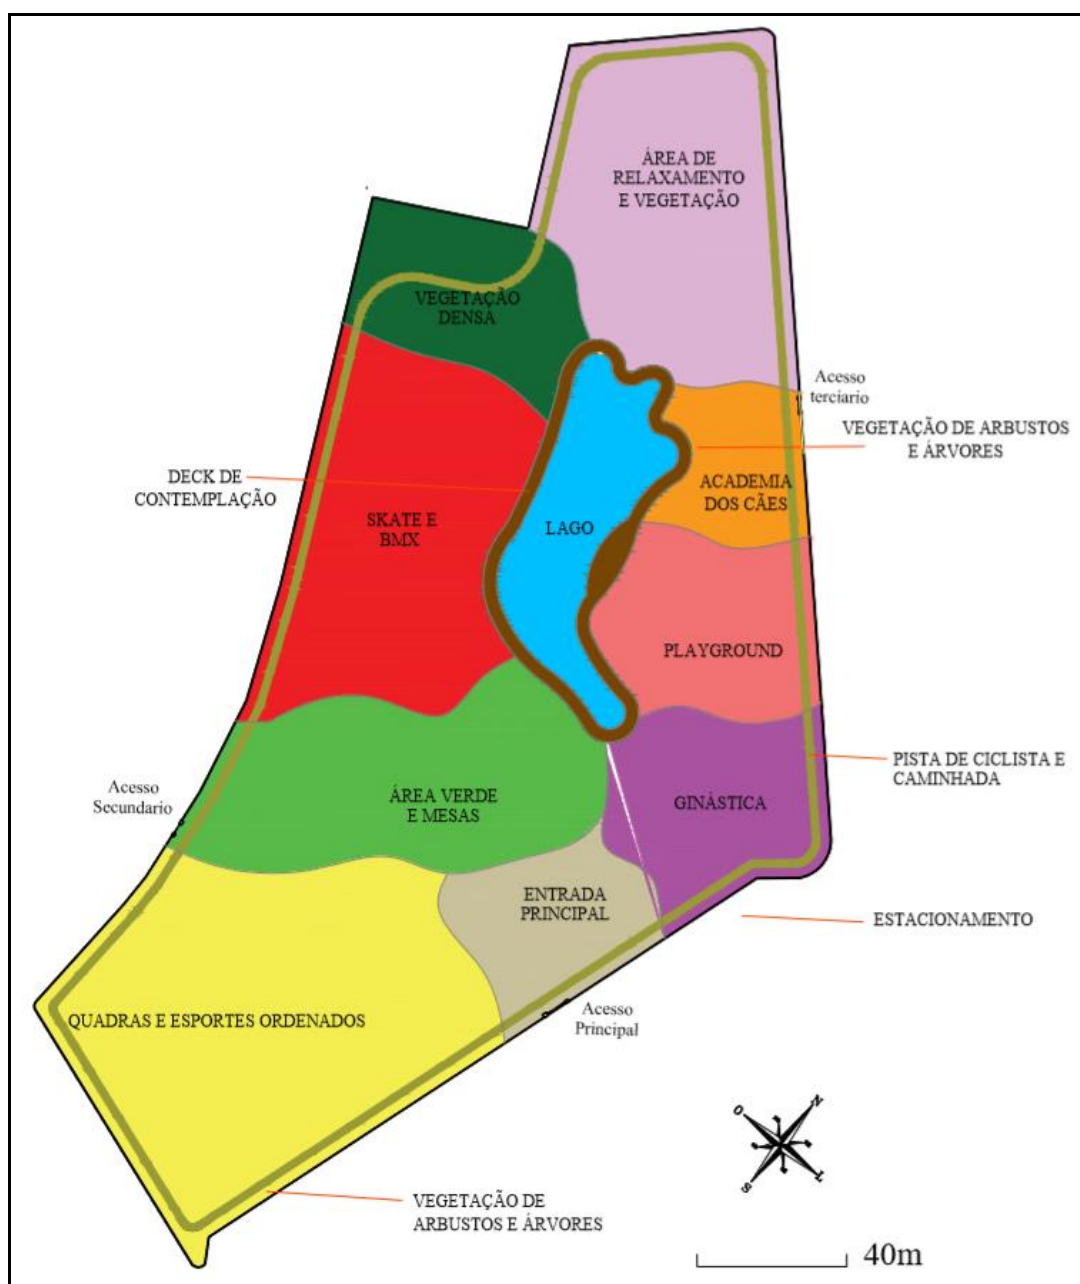 ÁREA DE
RELAXAMENTO
E VEGETAÇÃO
VEGETAÇÃO
DENSA
Acesso
terciario
VEGETAÇÃO DE ARBUSTOS
E ÁRVORES
DECK DE
CONTEMPLAÇÃO
ACADEMIA
DOS CÃES
SKATE E
BMX
LAGO
PLAYGROUND
PISTA DE CICLISTA E
CAMINHADA
Acesso
Secundario
ÁREA VERDE
E MESAS
GINÁSTICA
ENTRADA
PRINCIPAL
ESTACIONAMENTO
QUADRAS E ESPORTES ORDENADOS
Acesso
Principal
O
N
S
L
VEGETAÇÃO DE
ARBUSTOS E ÁRVORES
40m